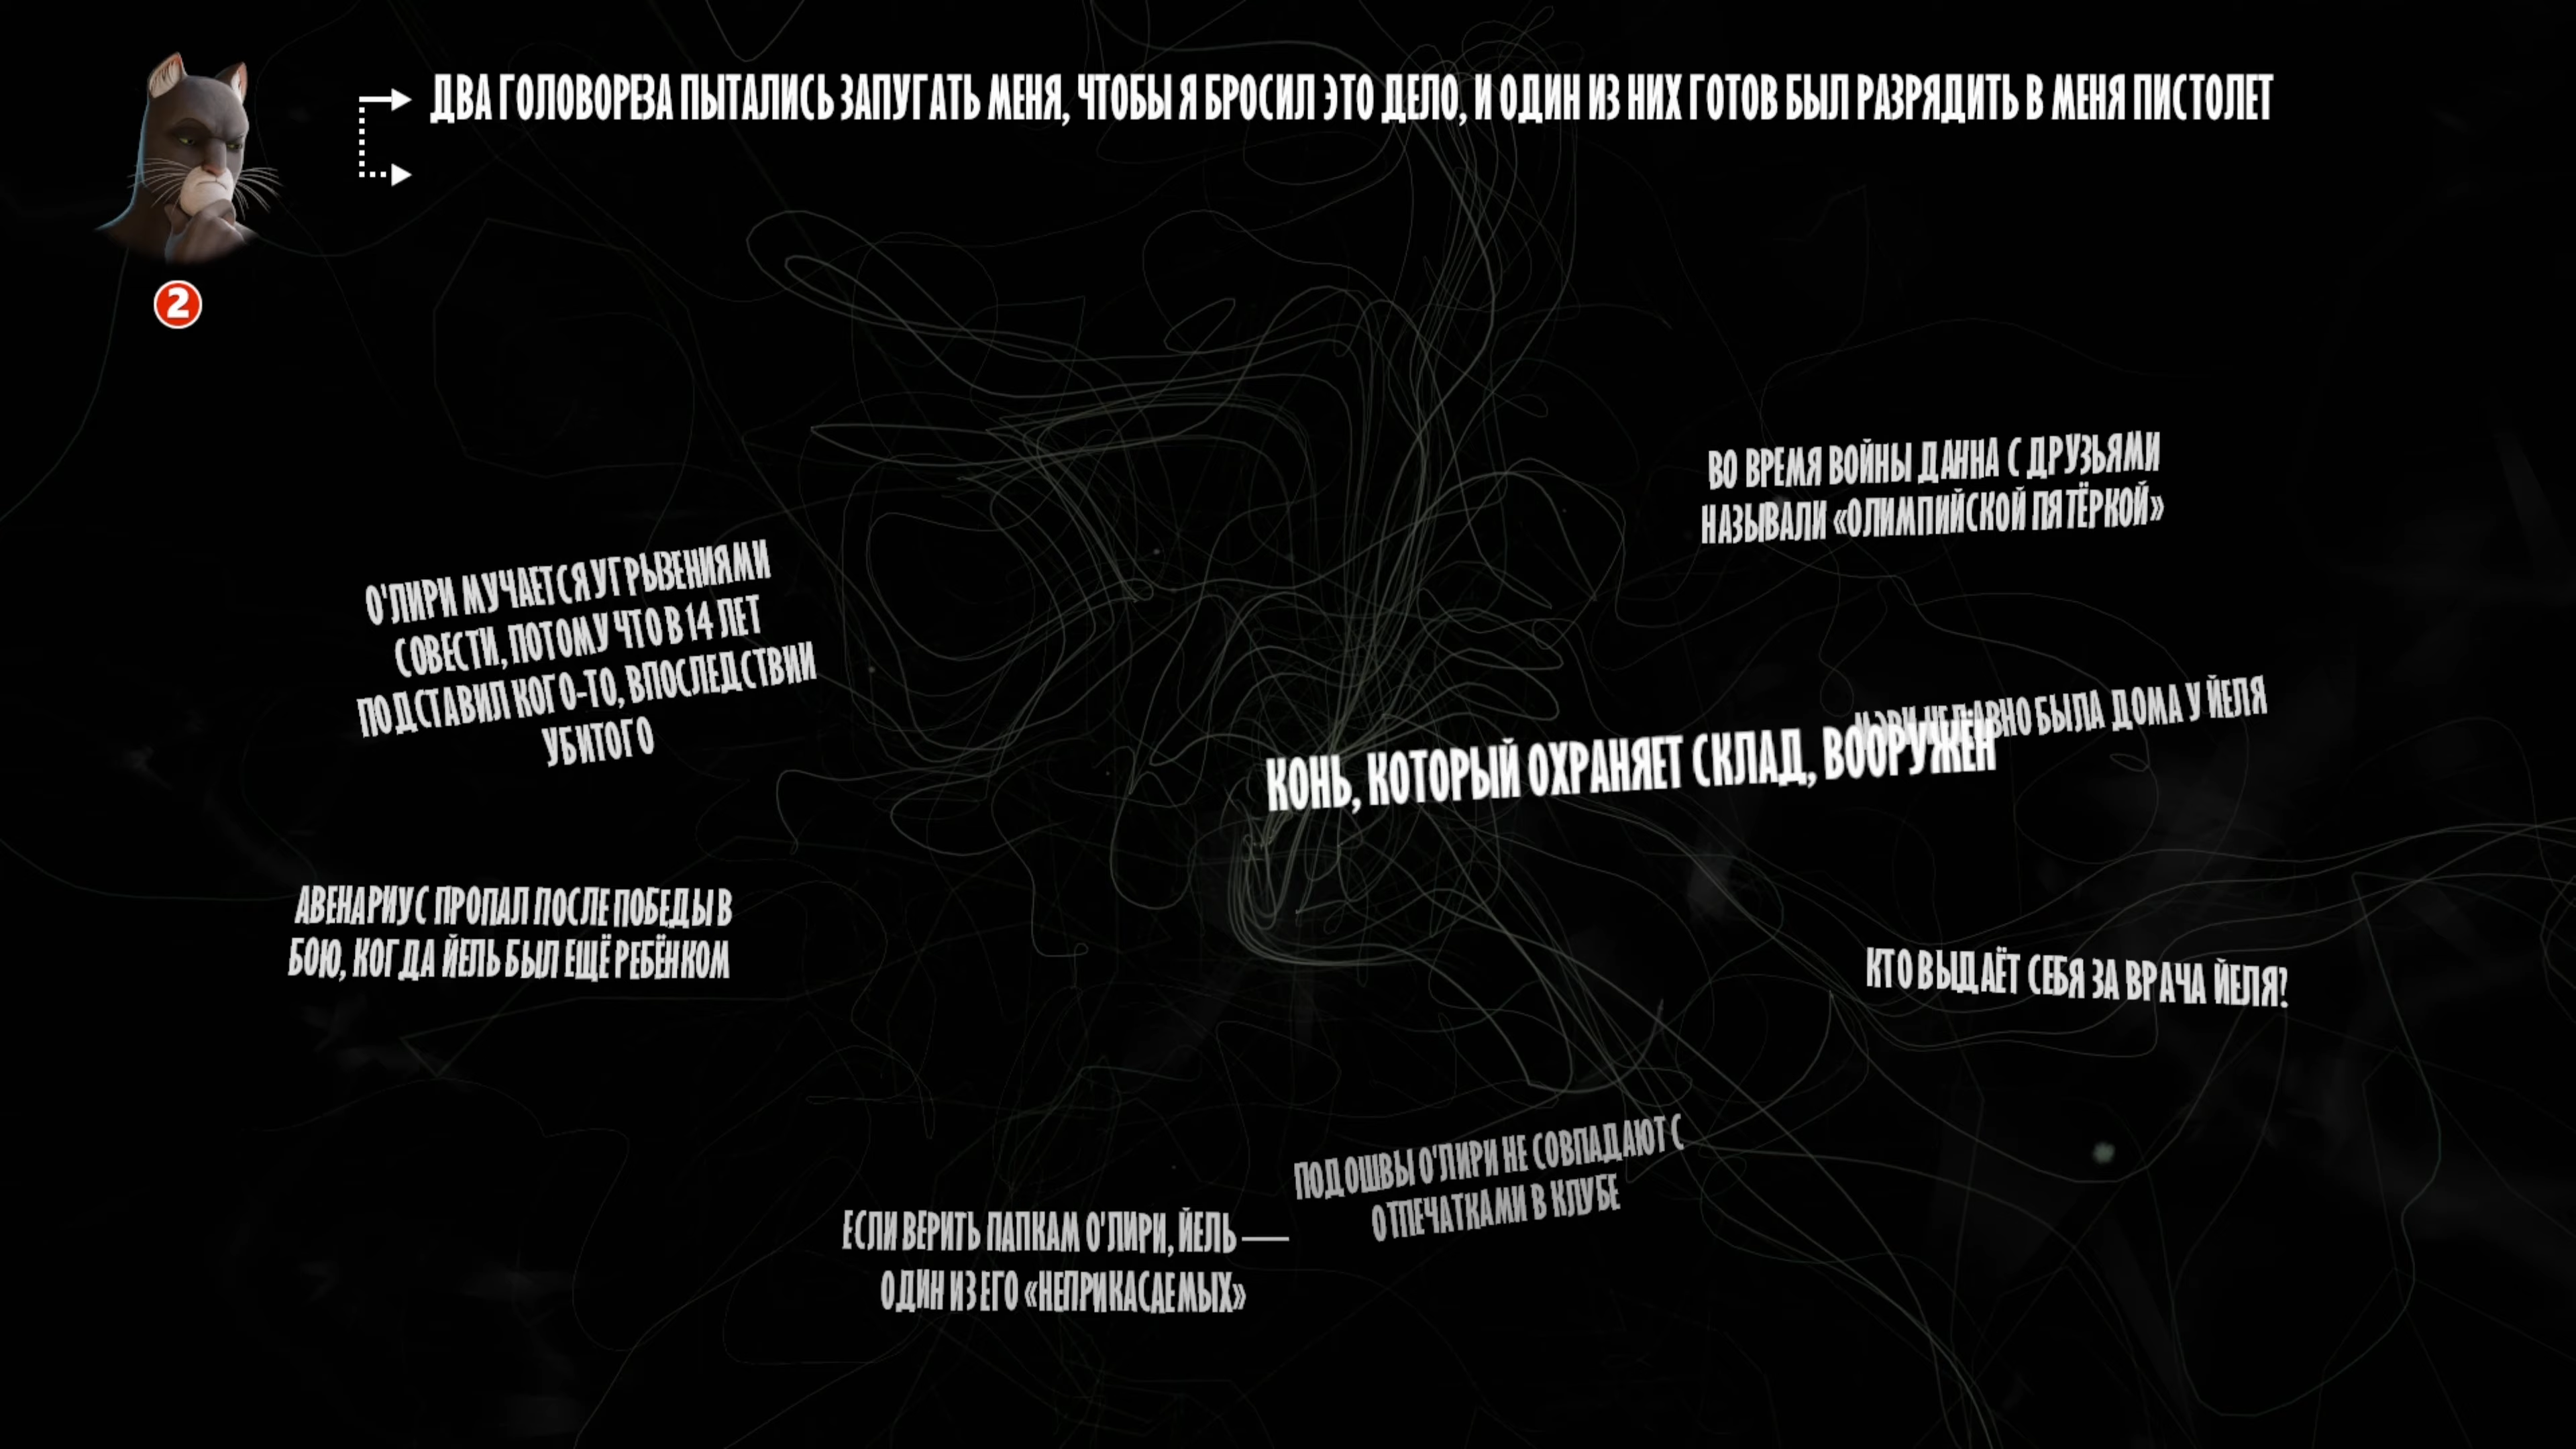 ДВА ГОЛОВОРЕЗА ПЫТАЛИСЬ ЗАПУГАТЬ МЕНЯ, ЧТОБЫ Я БРОСИЛ ЭТО ДЕЛО, И ОДИН ИЗ НИХ ГОТОВ БЫЛ РАЗРЯДИТЬ В МЕНЯ ПИСТОЛЕТ
2
ВО ВРЕМЯ ВОЙНЫ ДАННА С ДРУЗЬЯМИ
НАЗЫВАЛИ «ОЛИМПИЙСКОЙ ПЯТЁРКОЙ»
О'ЛИРИ МУЧАЕТСЯ УГРЫЗЕНИЯМИ
СОВЕСТИ, ПОТОМУ ЧТО В 14 ЛЕТ
ПОДСТАВИЛ КОГО-ТО, ВПОСЛЕДСТВИИ
УБИТОГО
БЫЛА ДОМА У ЙЕЛЯ
КОНЬ, КОТОРЫЙ ОХРАНЯЕТ СКЛАД, ВООРУЖЁН
АВЕНАРИУС ПРОПАЛ ПОСЛЕ ПОБЕДЫ В
БОЮ, КОГДА ЙЕЛЬ БЫЛ ЕЩЁ РЕБЁНКОМ
КТО ВЫДАЁТ СЕБЯ ЗА ВРАЧА ЙЕЛЯ?
ПОДОШВЫ О'ЛИРИ НЕ СОВПАДАЮТ С
ОТПЕЧАТКАМИ В КЛУБЕ
ЕСЛИ ВЕРИТЬ ПАПКАМ О'ЛИРИ, ЙЕЛЬ —
ОДИН ИЗ ЕГО «НЕПРИКАСАЕМЫХ»